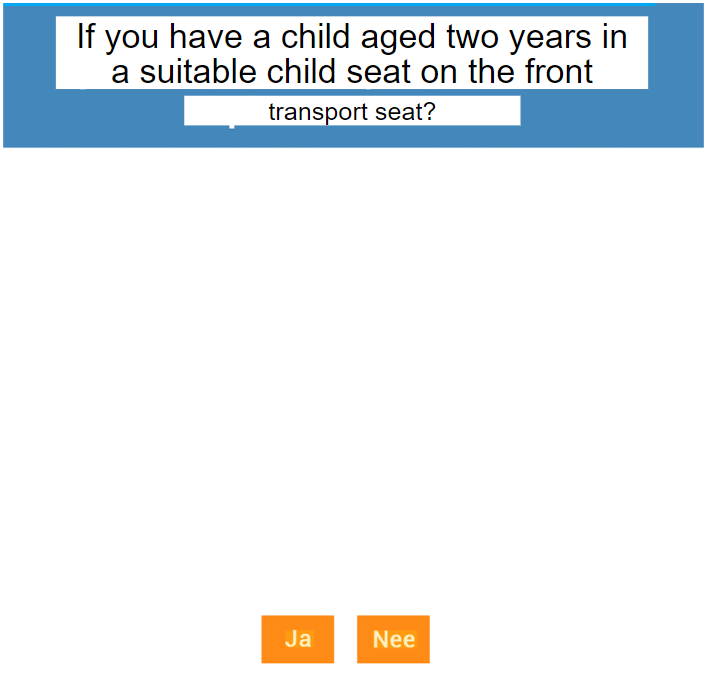 If you have a child aged two years in
a suitable child seat on the front
transport seat?
Ja
Nee